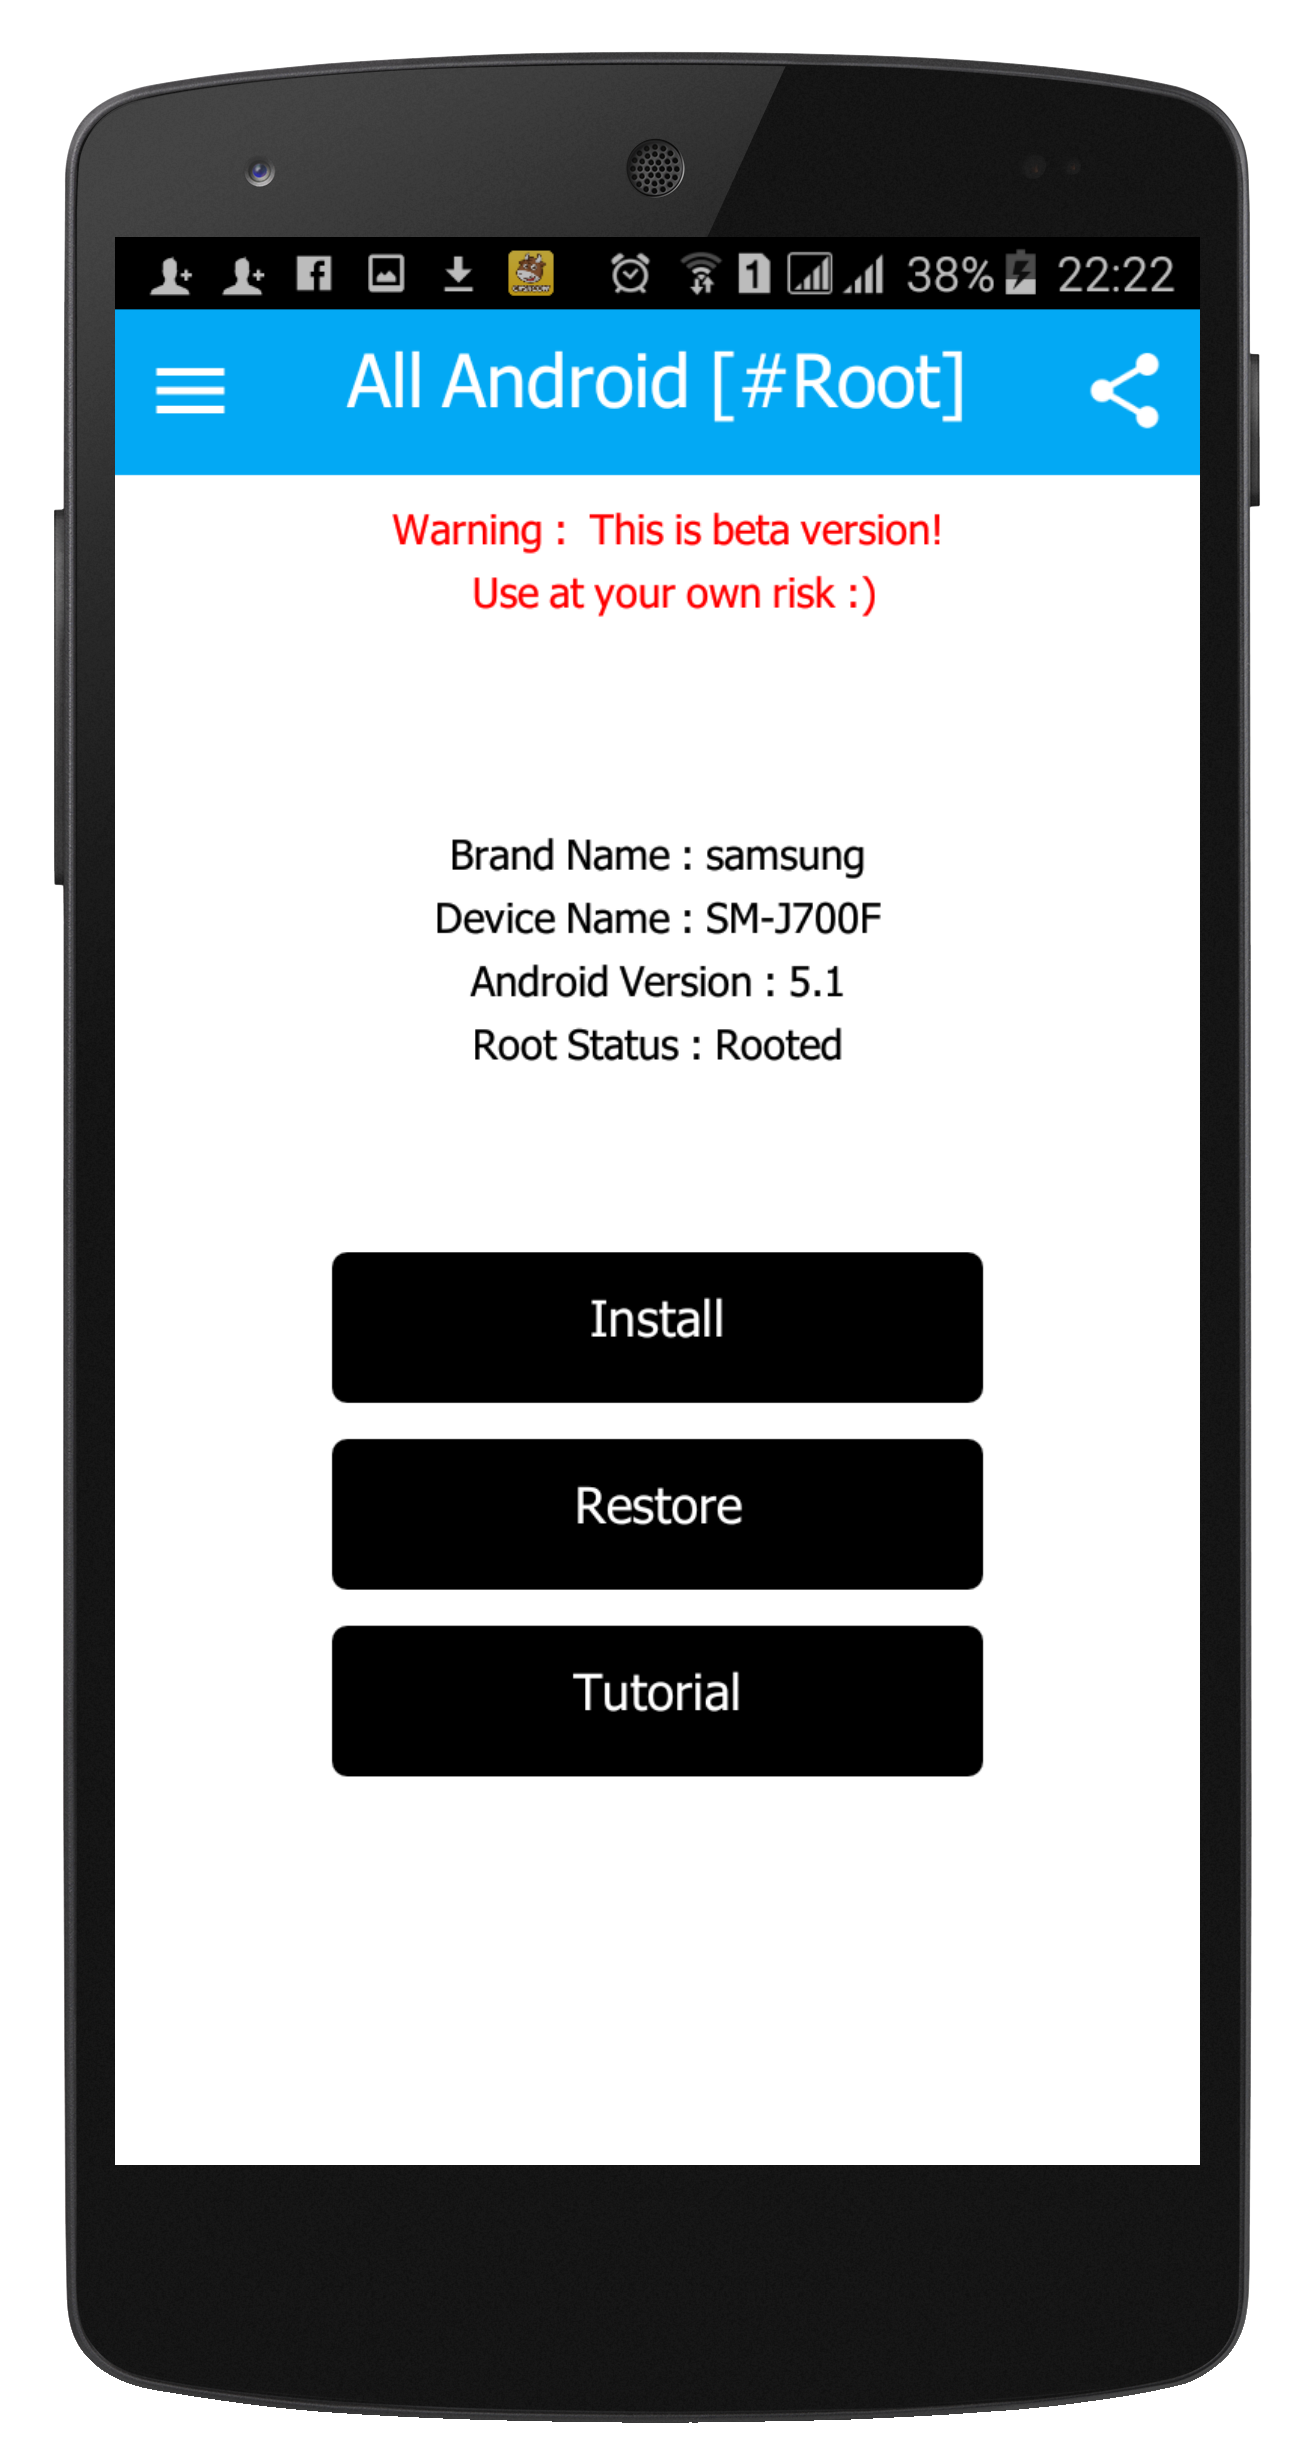 1 38% 22:22
All Android [#Root]
Warning : This is beta version!
Use at your own risk :)
Brand Name : samsung
Device Name : SM-J700F
Android Version : 5.1
Root Status : Rooted
Install
Restore
Tutorial